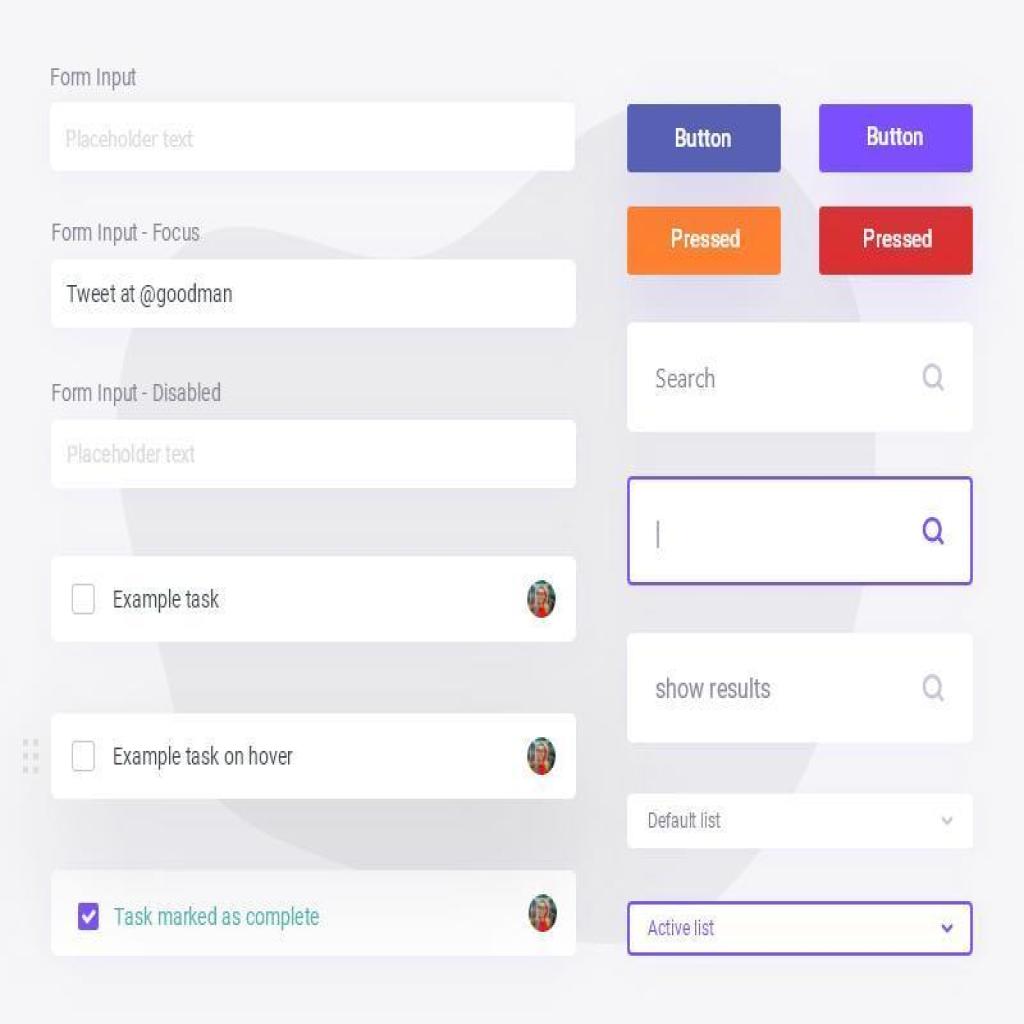 Form Input
Placeholder text
Form Input - Focus
Tweet at @goodman
Form Input - Disabled
Placeholder text
Example task
Example task on hover
Task marked as complete
Button
Button
Pressed
Pressed
Search
show results
Default list
Active list